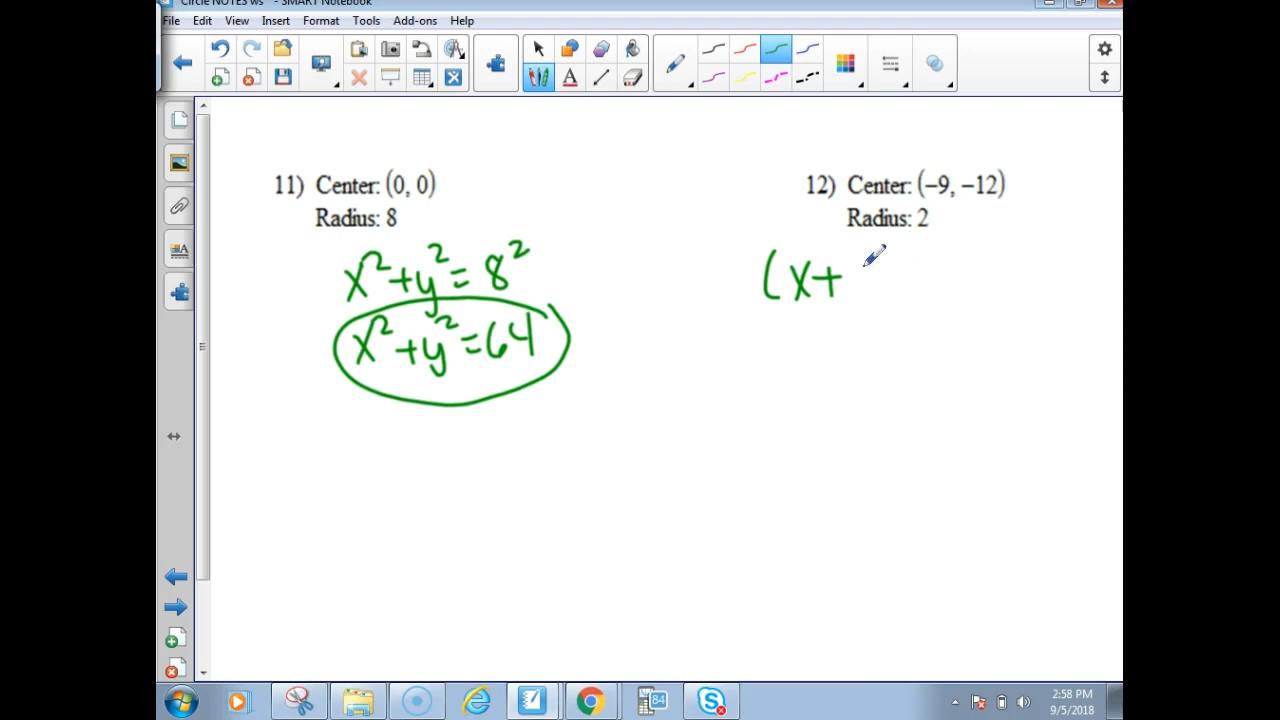 Circle NOTES ws * - SMART Notebook
File Edit View Insert Format Tools Add-ons Help
11) Center: (0, 0)
Radius: 8
x²+y²=8²
x²+y²=64
12) Center: (−9, −12)
Radius: 2
(x+
84
2:58 PM
9/5/2018